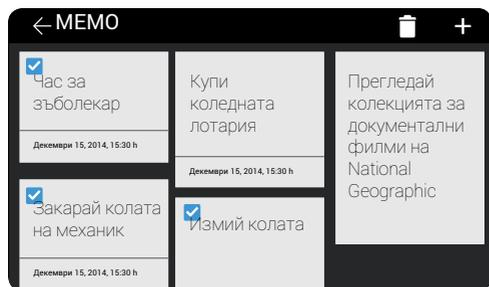 MEMO
Час за
зъболекар
Декември 15, 2014, 15:30 h
Купи
коледната
лотария
Декември 15, 2014, 15:30 h
Прегледай
колекцията за
документални
филми на
National
Geographic
Закарай колата
на механик
Декември 15, 2014, 15:30 h
Измий колата